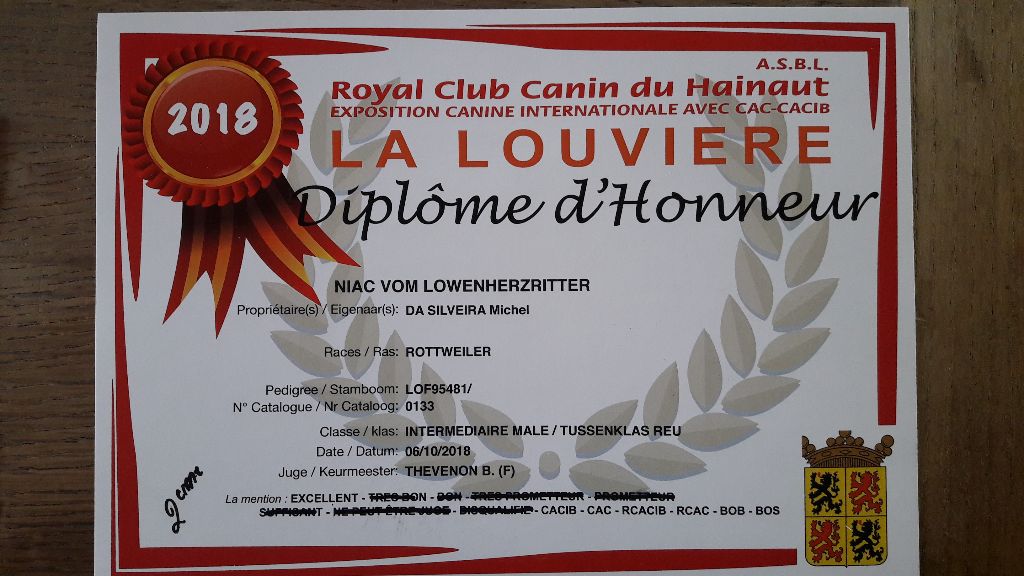 A.S.B.L.
2018
Royal Club Canin du Hainaut
EXPOSITION CANINE INTERNATIONALE AVEC CAC-CACIB
LA LOUVIERE
Diplôme d'Honneur
NIAC VOM LOWENHERZRITTER
Propriétaire(s) / Eigenaar(s): DA SILVEIRA Michel
Races / Ras: ROTTWEILER
Pedigree / Stamboom: LOF95481/
N° Catalogue / Nr Cataloog: 0133
Classe / klas: INTERMEDIAIRE MALE / TUSSENKLAS REU
Date / Datum: 06/10/2018
Juge / Keurmeester: THEVENON B. (F)
La mention : EXCELLENT - TRES BON - BON - TRES PROMETTEUR - PROMETTEUR
SUFFISANT - NE PEUT ÊTRE JUGE - DISQUALIFIE - CACIB - CAC - RCACIB - RCAC - BOB - BOS